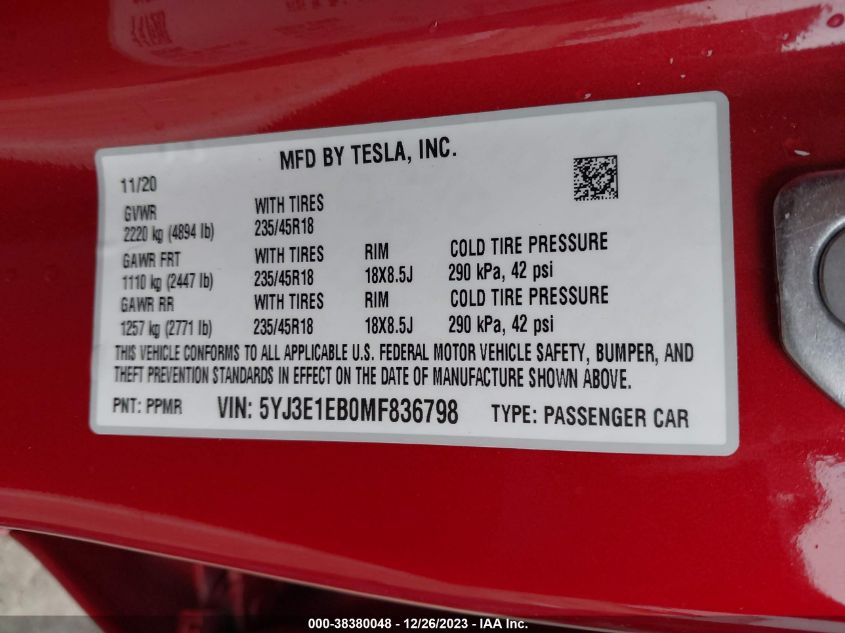 MFD BY TESLA, INC.
11/20
GVWR WITH TIRES
2220 kg (4894 lb) 235/45R18
GAWR FRT WITH TIRES RIM COLD TIRE PRESSURE
1110 kg (2447 lb) 235/45R18 18X8.5J 290 kPa, 42 psi
GAWR RR WITH TIRES RIM COLD TIRE PRESSURE
1257 kg (2771 lb) 235/45R18 18X8.5J 290 kPa, 42 psi
THIS VEHICLE CONFORMS TO ALL APPLICABLE U.S. FEDERAL MOTOR VEHICLE SAFETY, BUMPER, AND
THEFT PREVENTION STANDARDS IN EFFECT ON THE DATE OF MANUFACTURE SHOWN ABOVE.
PNT: PPMR VIN: 5YJ3E1EB0MF836798 TYPE: PASSENGER CAR
000-38380048 - 12/26/2023 - IAA Inc.